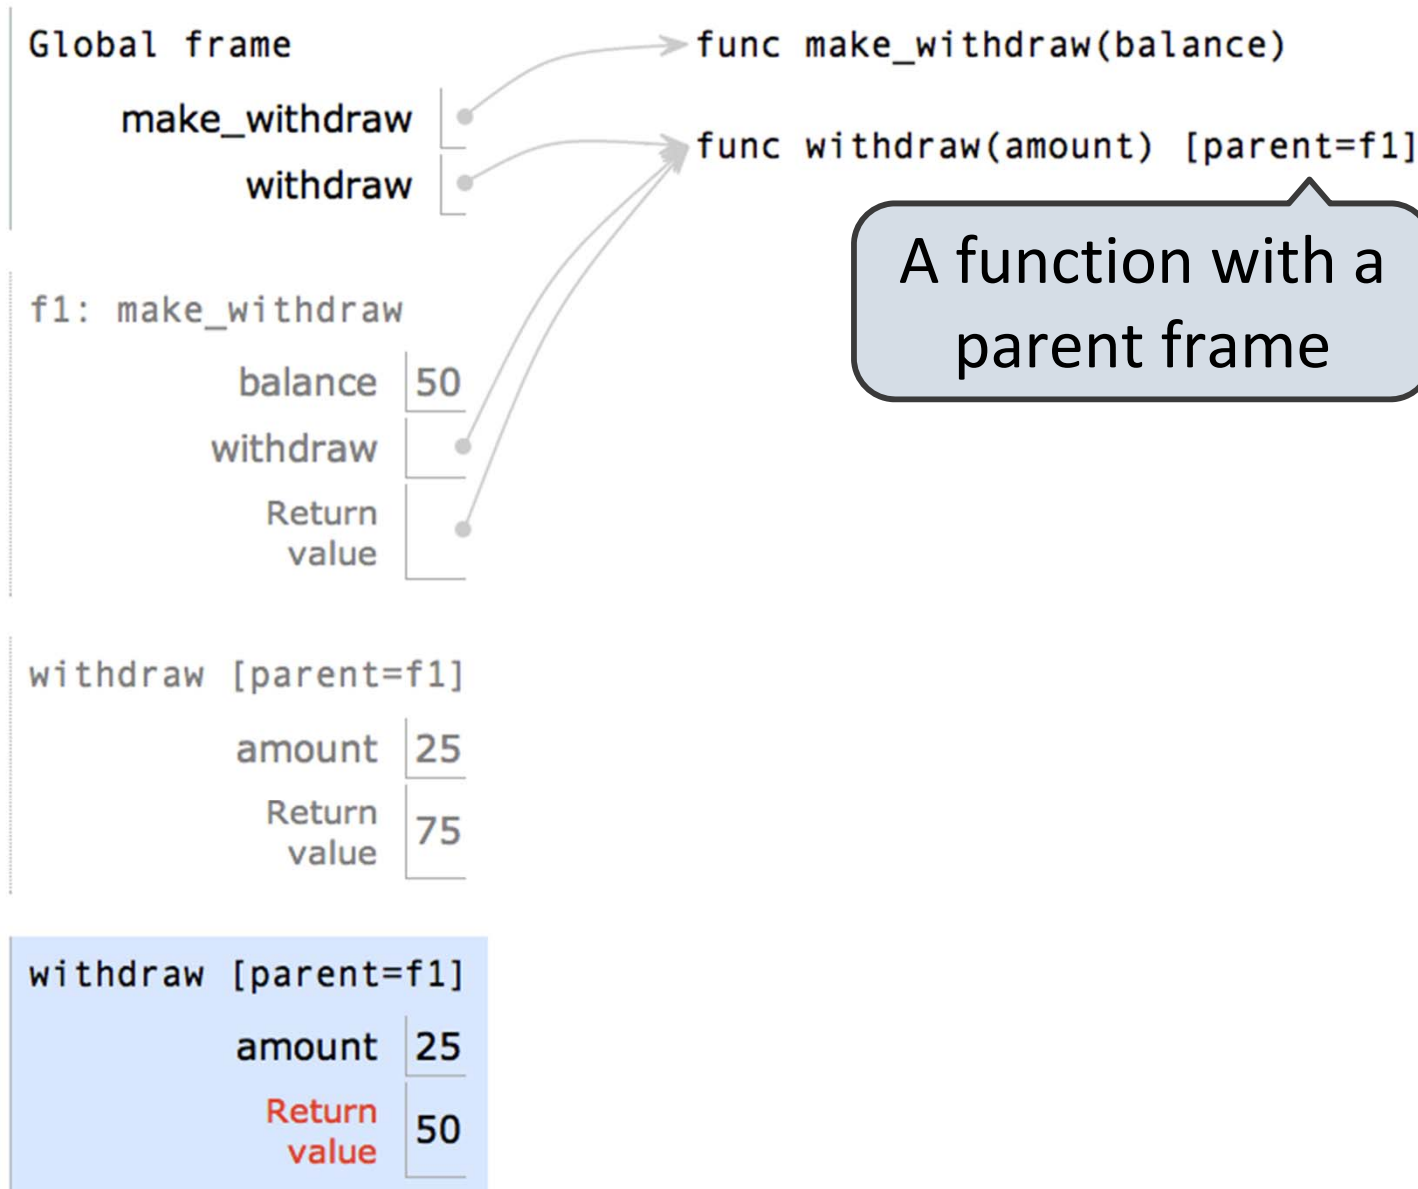 Global frame
make_withdraw
withdraw
func make_withdraw(balance)
func withdraw(amount) [parent=f1]
A function with a
parent frame
f1: make_withdraw
balance 50
withdraw
Return
value
withdraw [parent=f1]
amount 25
Return
value 75
withdraw [parent=f1]
amount 25
Return
value 50